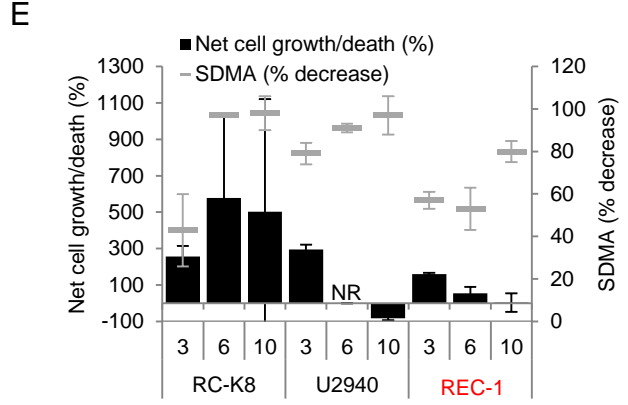 E
Net cell growth/death (%)
SDMA (% decrease)
Net cell growth/death (%)
1300
1100
900
700
500
300
100
-100
NR
120
100
80
60
40
20
0
SDMA (% decrease)
3 6 10 3 6 10 3 6 10
RC-K8 U2940 REC-1